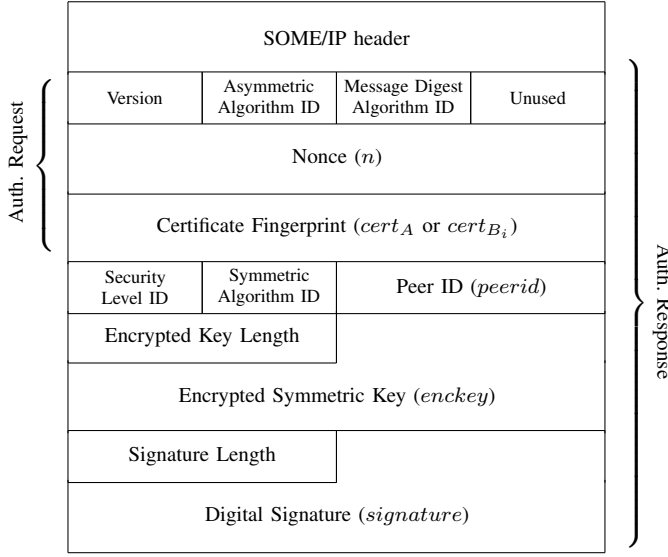 SOME/IP header
Auth. Request
Version
Asymmetric
Algorithm ID
Message Digest
Algorithm ID
Unused
Nonce (n)
Certificate Fingerprint (cert_A or cert_{B_i})
Security
Level ID
Symmetric
Algorithm ID
Peer ID (peerid)
Encrypted Key Length
Encrypted Symmetric Key (enckey)
Signature Length
Digital Signature (signature)
Auth. Response